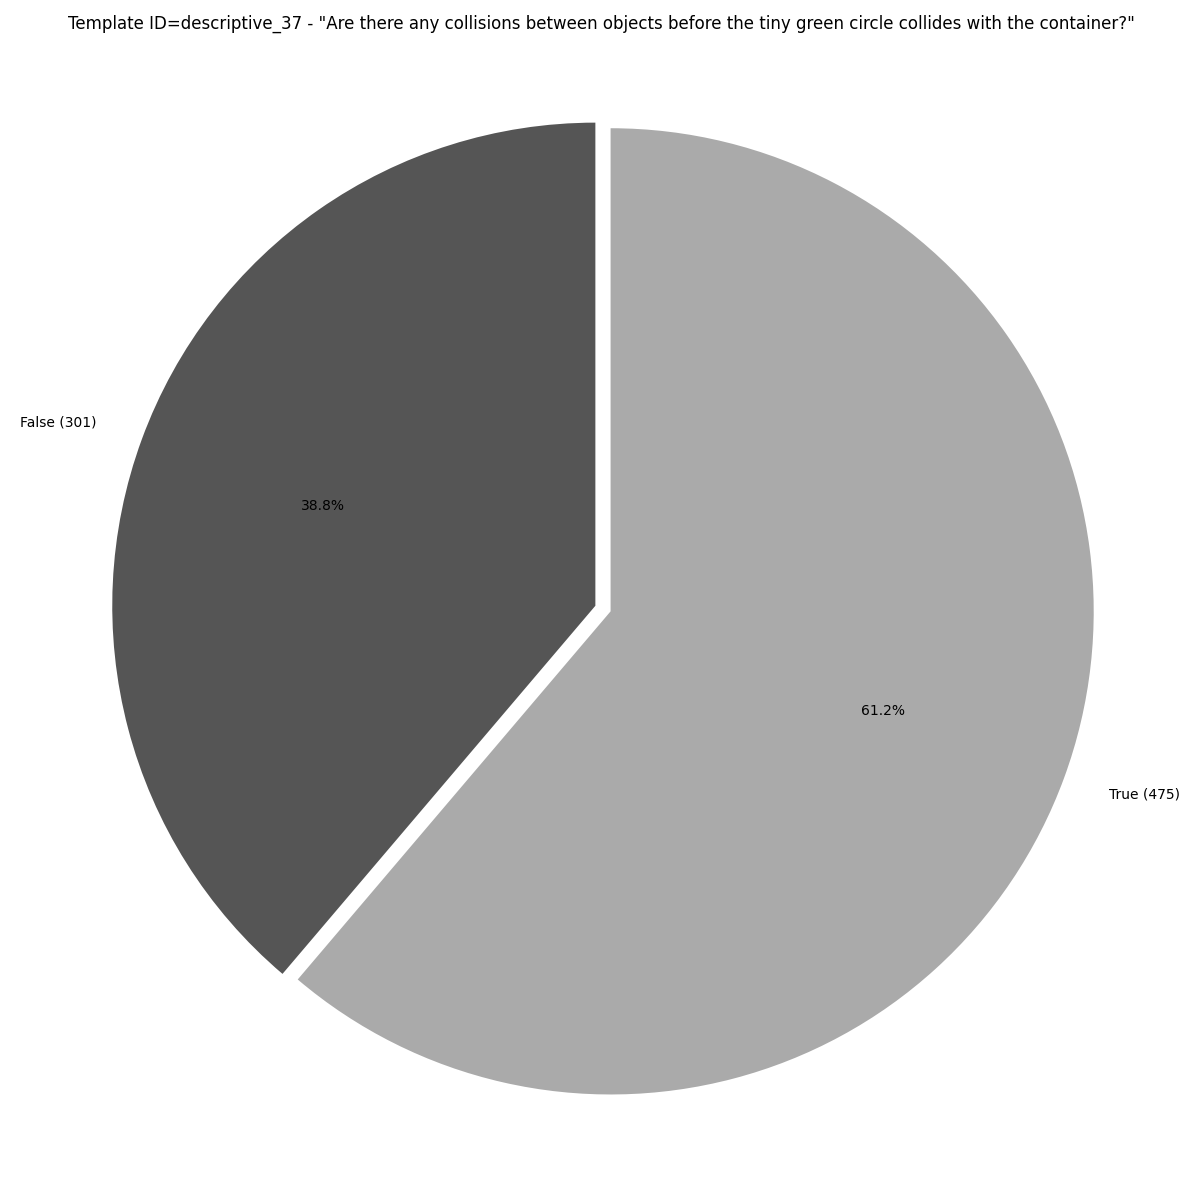 Template ID=descriptive_37 - "Are there any collisions between objects before the tiny green circle collides with the container?"
False (301)
38.8%
61.2%
True (475)